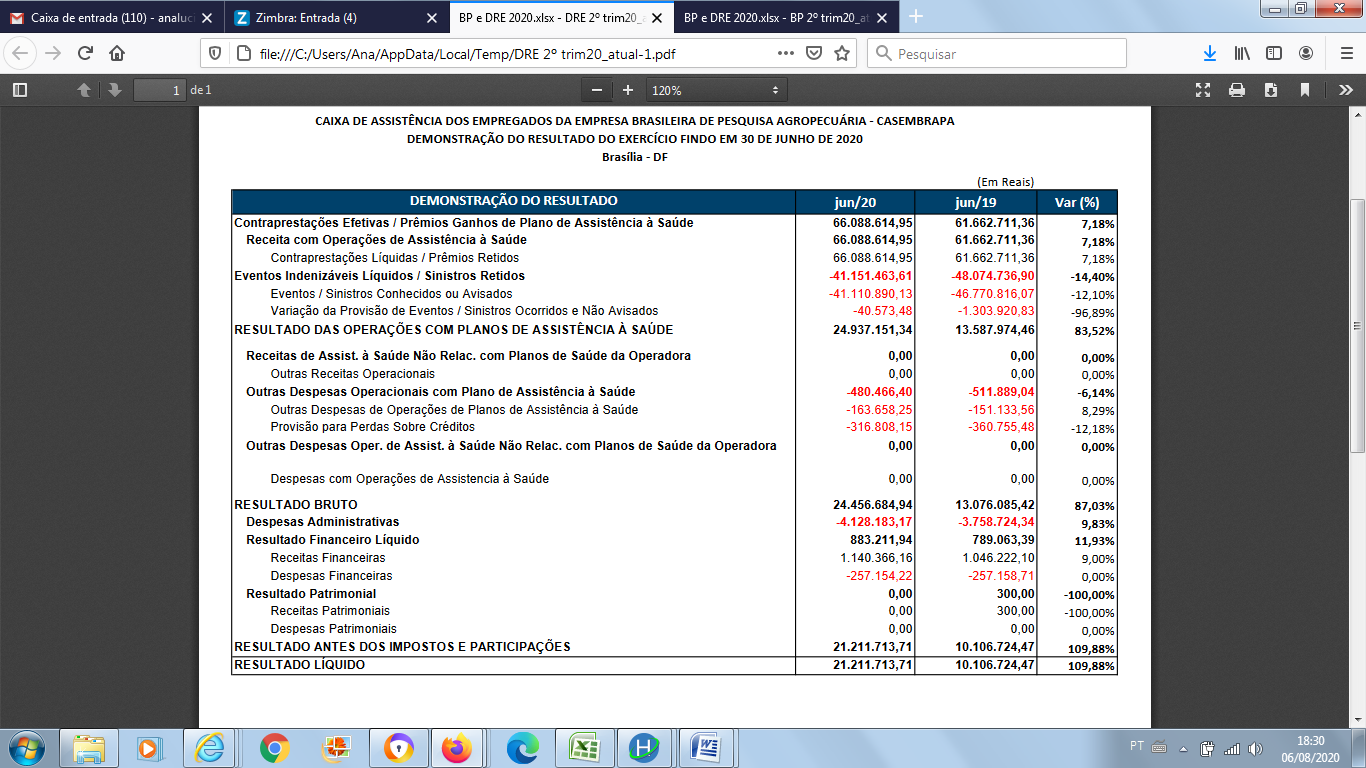 Caixa de entrada (110) - analuci
Zimbra: Entrada (4)
BP e DRE 2020.xlsx - DRE 2º trim20_a
BP e DRE 2020.xlsx - BP 2º trim20_at
file:///C:/Users/Ana/AppData/Local/Temp/DRE 2º trim20_atual-1.pdf
Pesquisar
1 de 1
120%
CAIXA DE ASSISTÊNCIA DOS EMPREGADOS DA EMPRESA BRASILEIRA DE PESQUISA AGROPECUÁRIA - CASEMBRAPA
DEMONSTRAÇÃO DO RESULTADO DO EXERCÍCIO FINDO EM 30 DE JUNHO DE 2020
Brasília - DF
(Em Reais)
DEMONSTRAÇÃO DO RESULTADO jun/20 jun/19 Var (%)
Contraprestações Efetivas / Prêmios Ganhos de Plano de Assistência à Saúde 66.088.614,95 61.662.711,36 7,18%
Receita com Operações de Assistência à Saúde 66.088.614,95 61.662.711,36 7,18%
Contraprestações Líquidas / Prêmios Retidos 66.088.614,95 61.662.711,36 7,18%
Eventos Indenizáveis Líquidos / Sinistros Retidos -41.151.463,61 -48.074.736,90 -14,40%
Eventos / Sinistros Conhecidos ou Avisados -41.110.890,13 -46.770.816,07 -12,10%
Variação da Provisão de Eventos / Sinistros Ocorridos e Não Avisados -40.573,48 -1.303.920,83 -96,89%
RESULTADO DAS OPERAÇÕES COM PLANOS DE ASSISTÊNCIA À SAÚDE 24.937.151,34 13.587.974,46 83,52%
Receitas de Assist. à Saúde Não Relac. com Planos de Saúde da Operadora 0,00 0,00 0,00%
Outras Receitas Operacionais 0,00 0,00 0,00%
Outras Despesas Operacionais com Plano de Assistência à Saúde -480.466,40 -511.889,04 -6,14%
Outras Despesas de Operações de Planos de Assistência à Saúde -163.658,25 -151.133,56 8,29%
Provisão para Perdas Sobre Créditos -316.808,15 -360.755,48 -12,18%
Outras Despesas Oper. de Assist. à Saúde Não Relac. com Planos de Saúde da Operadora 0,00 0,00 0,00%
Despesas com Operações de Assistencia à Saúde 0,00 0,00 0,00%
RESULTADO BRUTO 24.456.684,94 13.076.085,42 87,03%
Despesas Administrativas -4.128.183,17 -3.758.724,34 9,83%
Resultado Financeiro Líquido 883.211,94 789.063,39 11,93%
Receitas Financeiras 1.140.366,16 1.046.222,10 9,00%
Despesas Financeiras -257.154,22 -257.158,71 0,00%
Resultado Patrimonial 0,00 300,00 -100,00%
Receitas Patrimoniais 0,00 300,00 -100,00%
Despesas Patrimoniais 0,00 0,00 0,00%
RESULTADO ANTES DOS IMPOSTOS E PARTICIPAÇÕES 21.211.713,71 10.106.724,47 109,88%
RESULTADO LÍQUIDO 21.211.713,71 10.106.724,47 109,88%
PT
18:30
06/08/2020